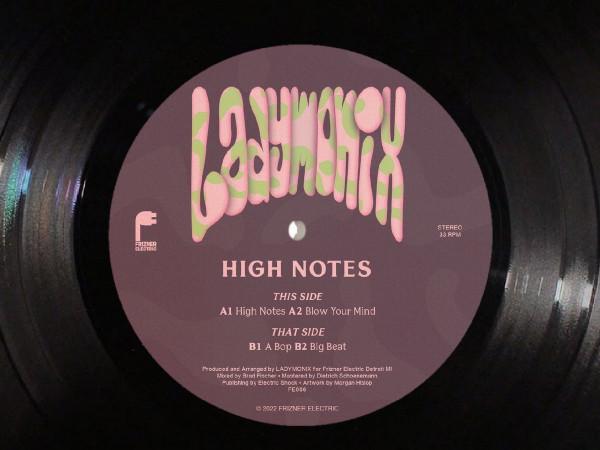 LADYMONIX
FRIZNER
ELECTRIC
STEREO
33 RPM
HIGH NOTES
THIS SIDE
A1 High Notes A2 Blow Your Mind
THAT SIDE
B1 A Bop B2 Big Beat
Produced and Arranged by LADYMONIX for Frizner Electric Detroit MI
Mixed by Brad Fischer • Mastered by Dietrich Schoenemann
Publishing by Electric Shock • Artwork by Morgan Hislop
FE006
© 2022 FRIZNER ELECTRIC